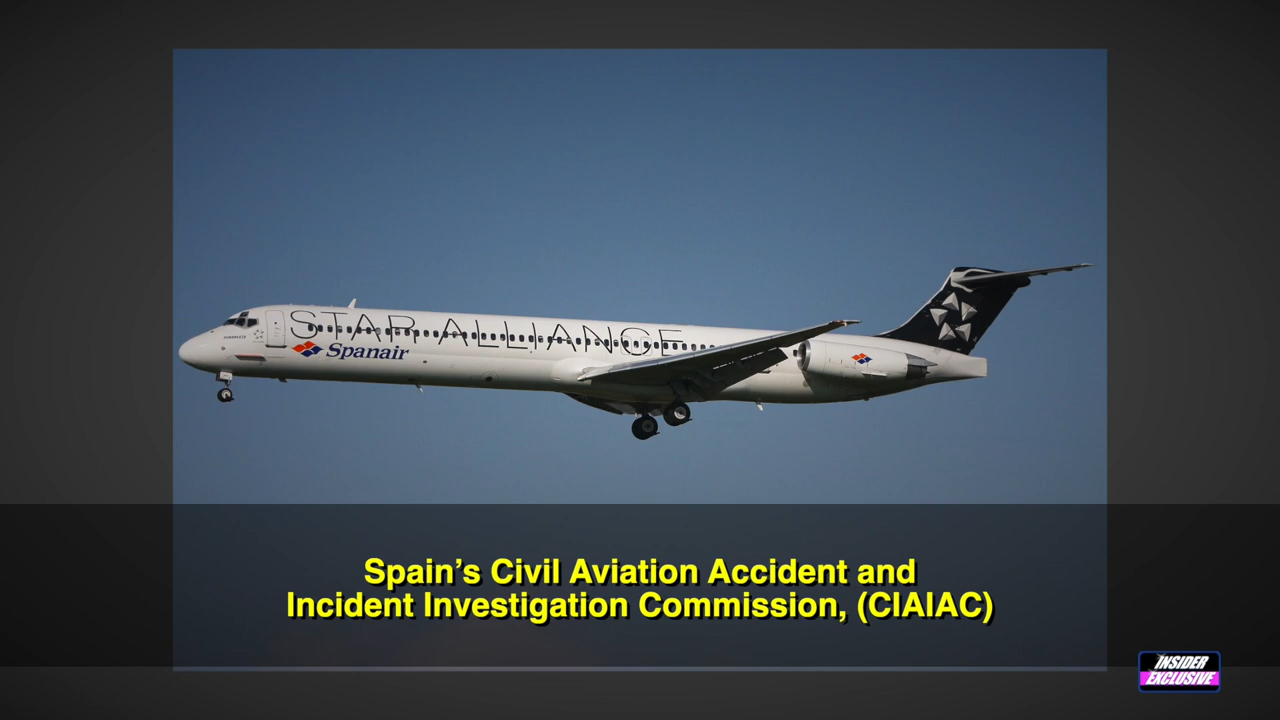 STAR ALLIANCE
Spanair
Spain's Civil Aviation Accident and
Incident Investigation Commission, (CIAIAC)
INSIDER
EXCLUSIVE